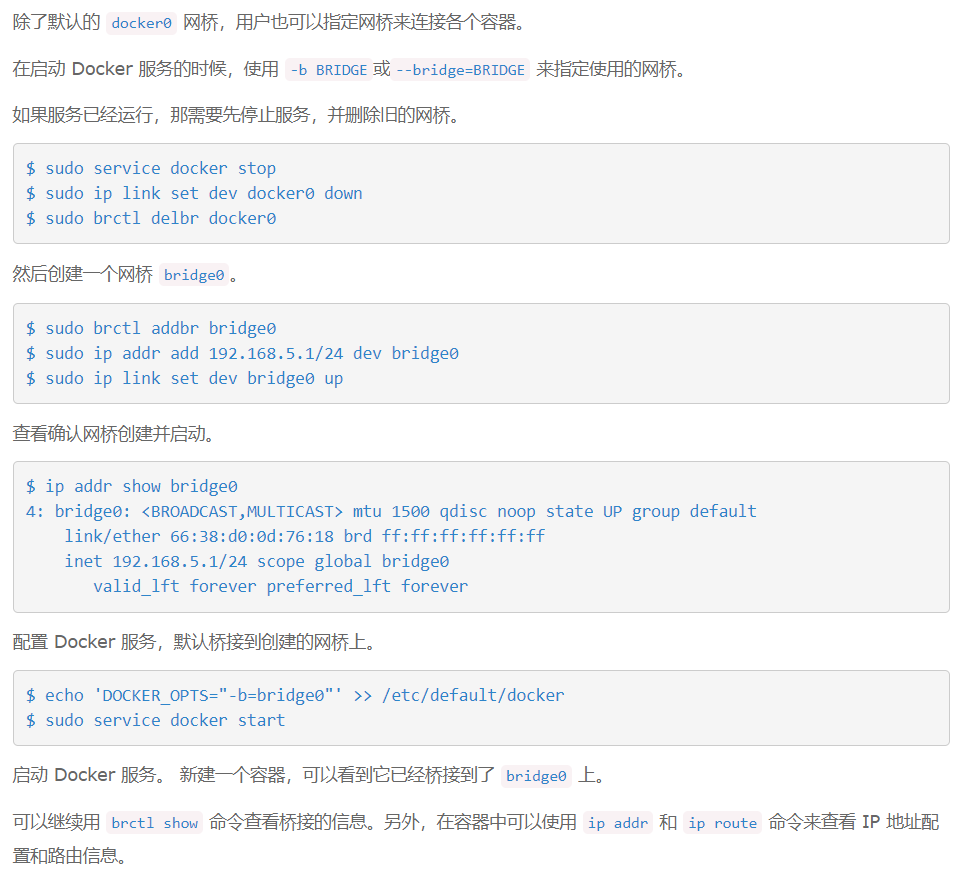 除了默认的 docker0 网桥，用户也可以指定网桥来连接各个容器。
在启动 Docker 服务的时候，使用 -b BRIDGE或--bridge=BRIDGE 来指定使用的网桥。
如果服务已经运行，那需要先停止服务，并删除旧的网桥。
$ sudo service docker stop
$ sudo ip link set dev docker0 down
$ sudo brctl delbr docker0
然后创建一个网桥 bridge0。
$ sudo brctl addbr bridge0
$ sudo ip addr add 192.168.5.1/24 dev bridge0
$ sudo ip link set dev bridge0 up
查看确认网桥创建并启动。
$ ip addr show bridge0
4: bridge0: <BROADCAST,MULTICAST> mtu 1500 qdisc noop state UP group default
    link/ether 66:38:d0:0d:76:18 brd ff:ff:ff:ff:ff:ff
    inet 192.168.5.1/24 scope global bridge0
       valid_lft forever preferred_lft forever
配置 Docker 服务，默认桥接到创建的网桥上。
$ echo 'DOCKER_OPTS="-b=bridge0"' >> /etc/default/docker
$ sudo service docker start
启动 Docker 服务。 新建一个容器，可以看到它已经桥接到了 bridge0 上。
可以继续用 brctl show 命令查看桥接的信息。另外，在容器中可以使用 ip addr 和 ip route 命令来查看 IP 地址配
置和路由信息。